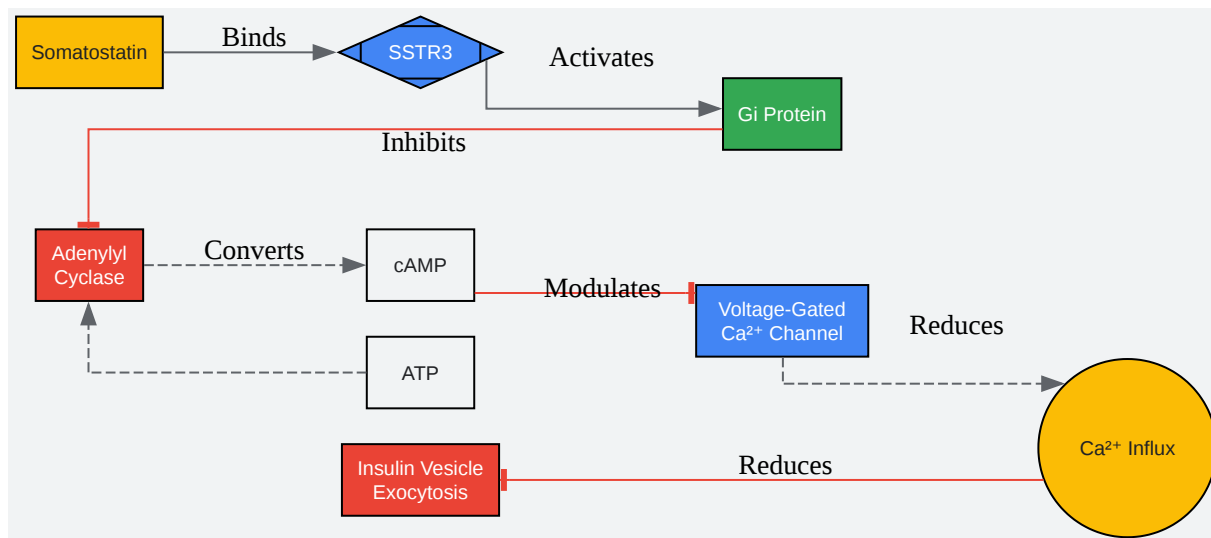 Somatostatin
Binds
SSTR3
Activates
Gi Protein
Inhibits
Adenylyl
Cyclase
Converts
cAMP
Modulates
Voltage-Gated
Ca²⁺ Channel
Reduces
ATP
Ca²⁺ Influx
Insulin Vesicle
Exocytosis
Reduces